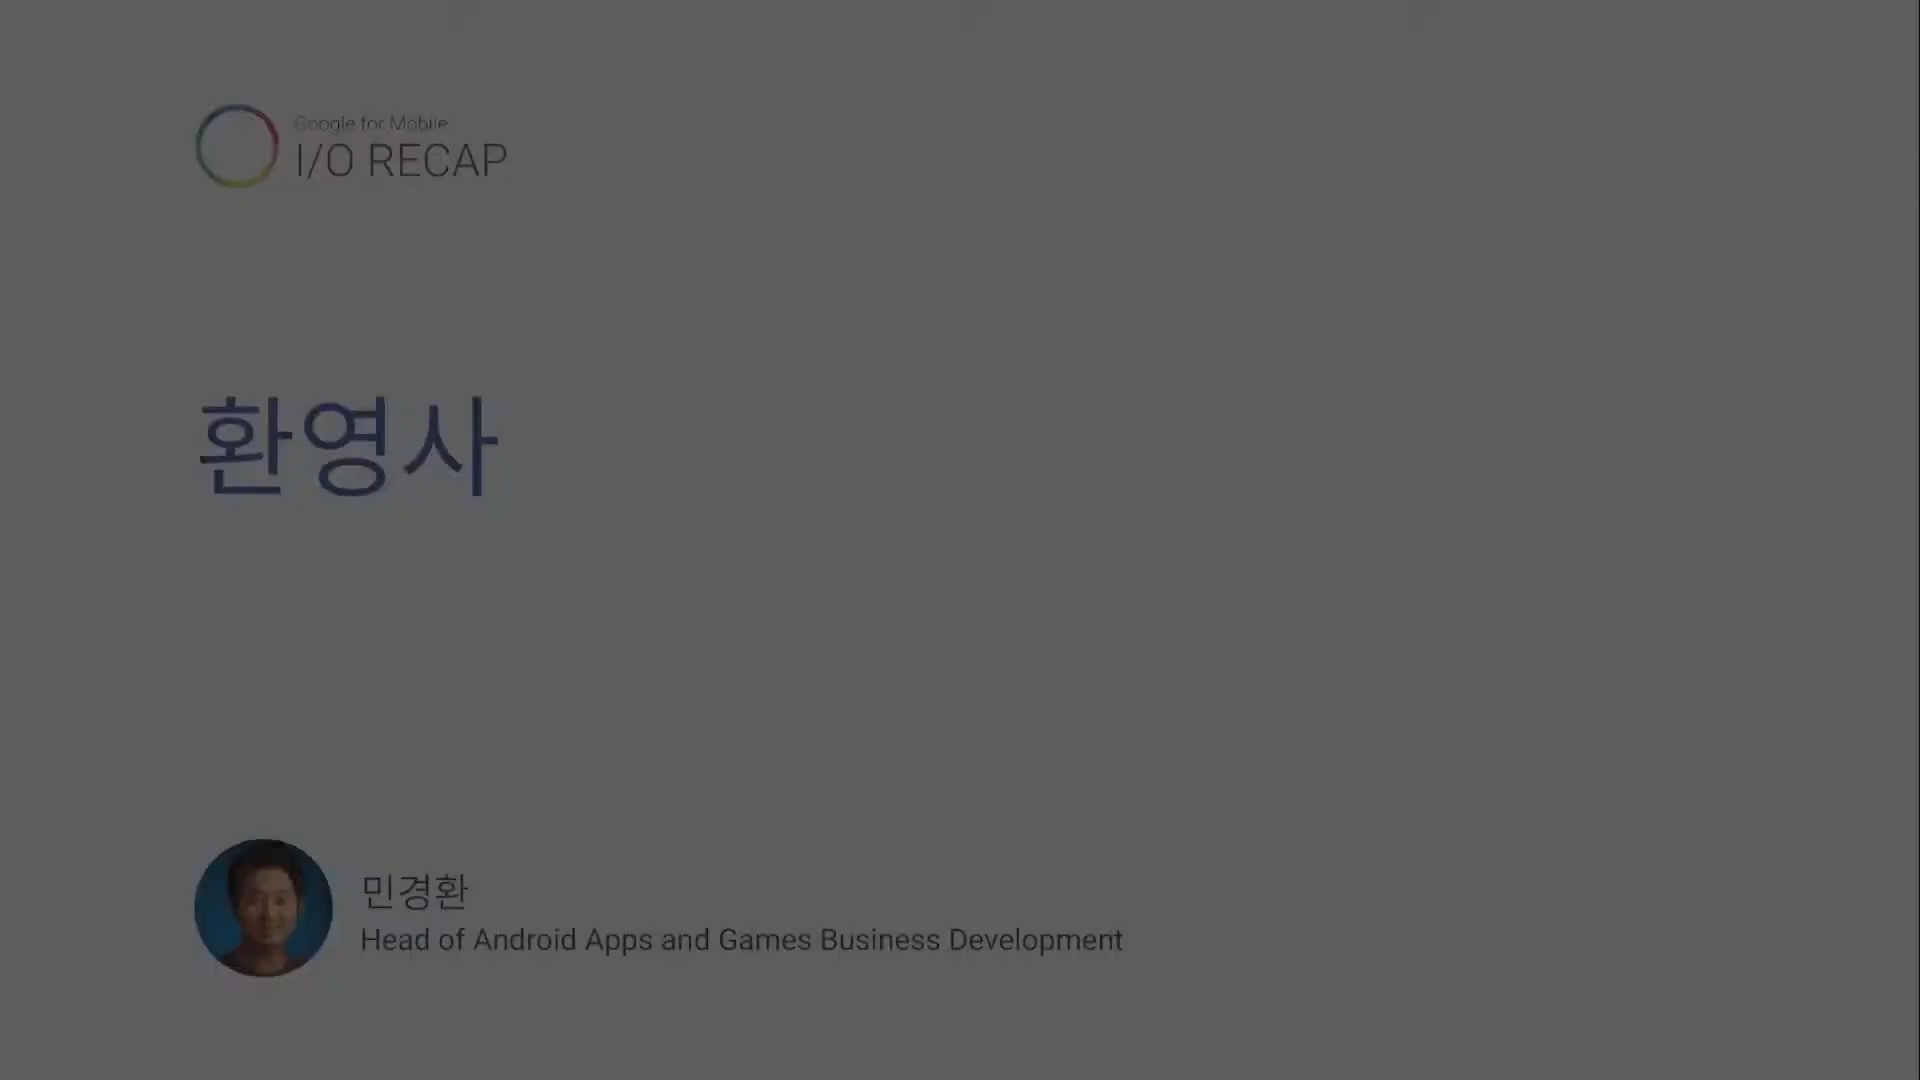 Google for Mobile
I/O RECAP
환영사
민경환
Head of Android Apps and Games Business Development